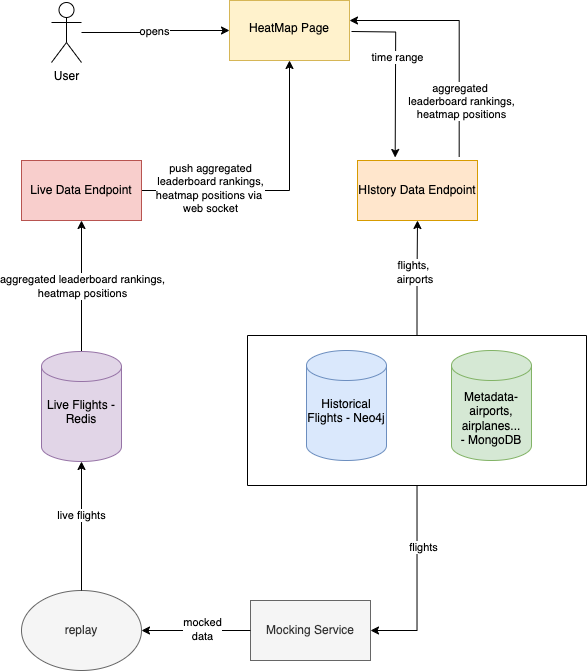 HeatMap Page
opens
time range
User
aggregated
leaderboard rankings,
heatmap positions
Live Data Endpoint
push aggregated
leaderboard rankings,
heatmap positions via
web socket
HIstory Data Endpoint
aggregated leaderboard rankings,
heatmap positions
flights,
airports
Live Flights -
Redis
Historical
Flights - Neo4j
Metadata-
airports,
airplanes...
- MongoDB
live flights
flights
replay
mocked
data
Mocking Service